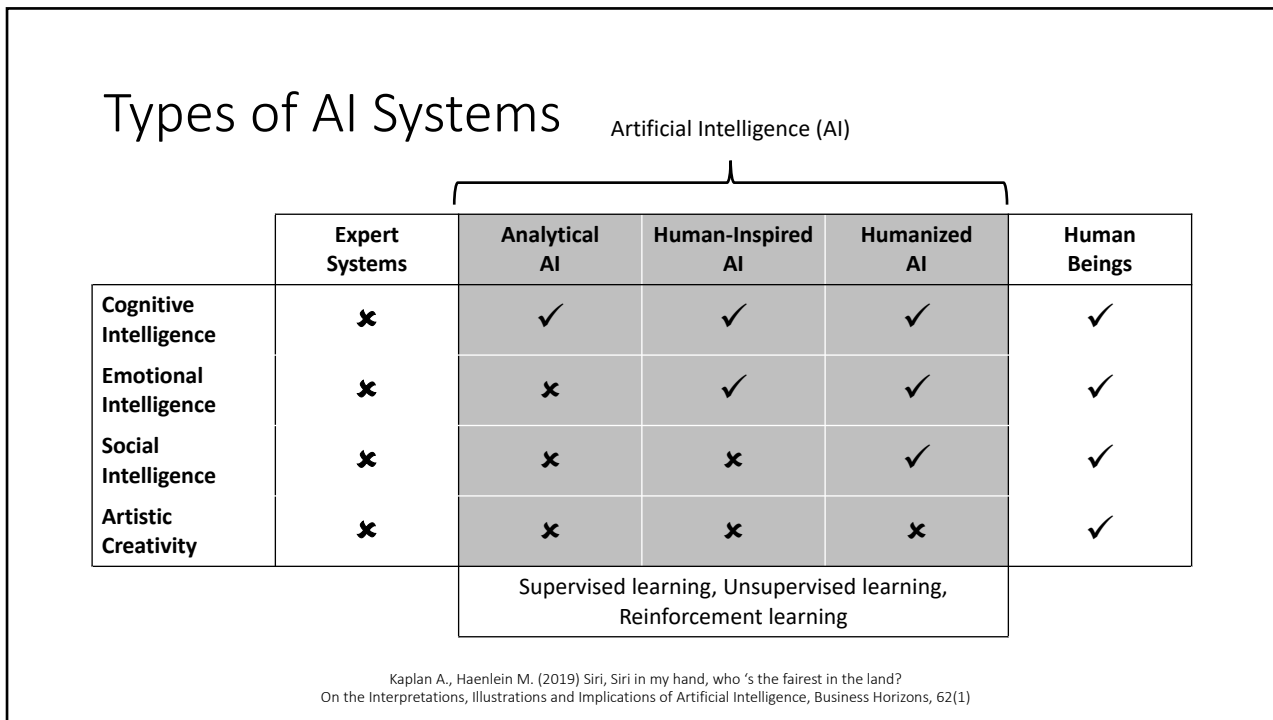 Types of AI Systems
Artificial Intelligence (AI)
Expert
Systems
Analytical
AI
Human-Inspired
AI
Humanized
AI
Human
Beings
Cognitive
Intelligence
✖ ✓ ✓ ✓ ✓
Emotional
Intelligence
✖ ✖ ✓ ✓ ✓
Social
Intelligence
✖ ✖ ✖ ✓ ✓
Artistic
Creativity
✖ ✖ ✖ ✖ ✓
Supervised learning, Unsupervised learning,
Reinforcement learning
Kaplan A., Haenlein M. (2019) Siri, Siri in my hand, who ‘s the fairest in the land?
On the Interpretations, Illustrations and Implications of Artificial Intelligence, Business Horizons, 62(1)